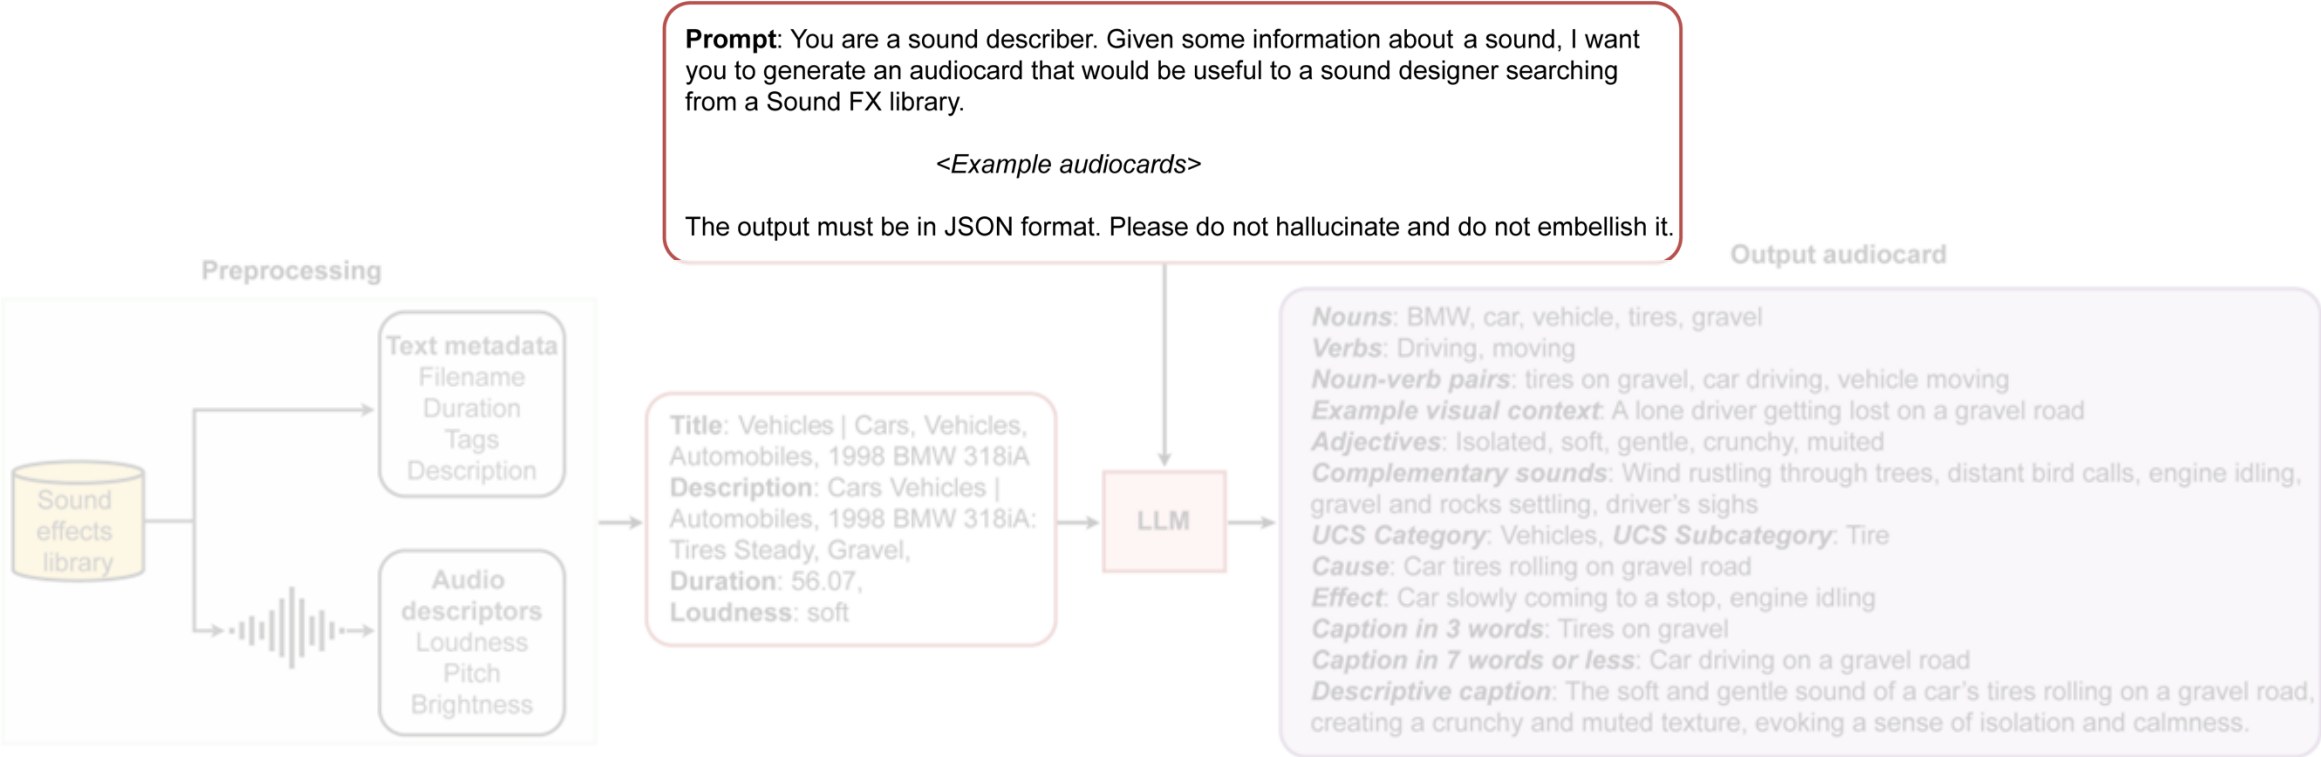 Prompt: You are a sound describer. Given some information about a sound, I want
you to generate an audiocard that would be useful to a sound designer searching
from a Sound FX library.
<Example audiocards>
The output must be in JSON format. Please do not hallucinate and do not embellish it.
Preprocessing
Text metadata
Filename
Duration
Tags
Description
Sound
effects
library
Audio
descriptors
Loudness
Pitch
Brightness
Title: Vehicles | Cars, Vehicles,
Automobiles, 1998 BMW 318iA
Description: Cars Vehicles |
Automobiles, 1998 BMW 318iA:
Tires Steady, Gravel,
Duration: 56.07,
Loudness: soft
LLM
Output audiocard
Nouns: BMW, car, vehicle, tires, gravel
Verbs: Driving, moving
Noun-verb pairs: tires on gravel, car driving, vehicle moving
Example visual context: A lone driver getting lost on a gravel road
Adjectives: Isolated, soft, gentle, crunchy, muited
Complementary sounds: Wind rustling through trees, distant bird calls, engine idling,
gravel and rocks settling, driver's sighs
UCS Category: Vehicles, UCS Subcategory: Tire
Cause: Car tires rolling on gravel road
Effect: Car slowly coming to a stop, engine idling
Caption in 3 words: Tires on gravel
Caption in 7 words or less: Car driving on a gravel road
Descriptive caption: The soft and gentle sound of a car's tires rolling on a gravel road,
creating a crunchy and muted texture, evoking a sense of isolation and calmness.